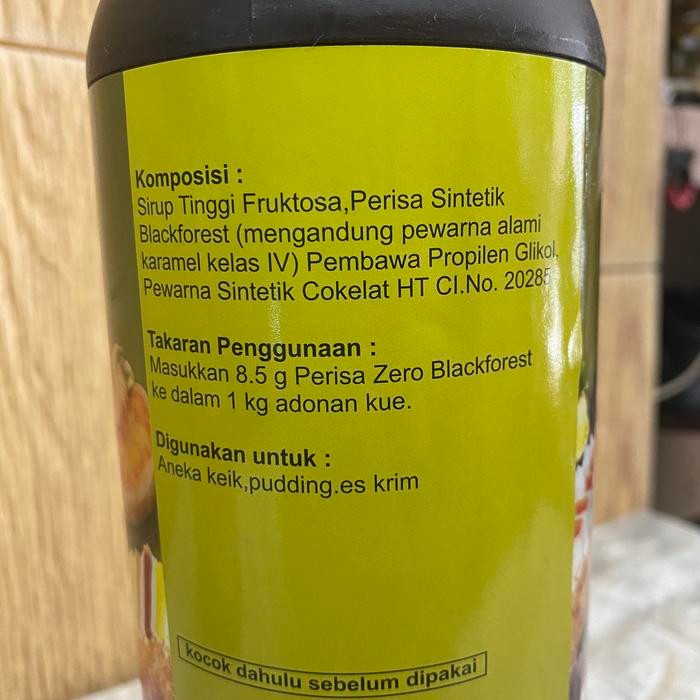 Komposisi :
Sirup Tinggi Fruktosa,Perisa Sintetik
Blackforest (mengandung pewarna alami
karamel kelas IV) Pembawa Propilen Glikol,
Pewarna Sintetik Cokelat HT CI.No. 20285
Takaran Penggunaan :
Masukkan 8.5 g Perisa Zero Blackforest
ke dalam 1 kg adonan kue.
Digunakan untuk :
Aneka keik,pudding.es krim
kocok dahulu sebelum dipakai